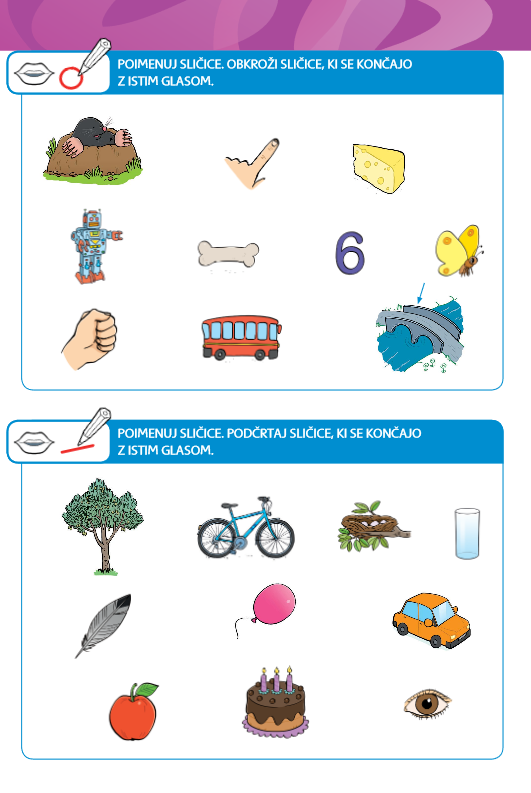 POIMENUJ SLIČICE. OBKROŽI SLIČICE, KI SE KONČAJO
Z ISTIM GLASOM.
6
POIMENUJ SLIČICE. PODČRTAJ SLIČICE, KI SE KONČAJO
Z ISTIM GLASOM.